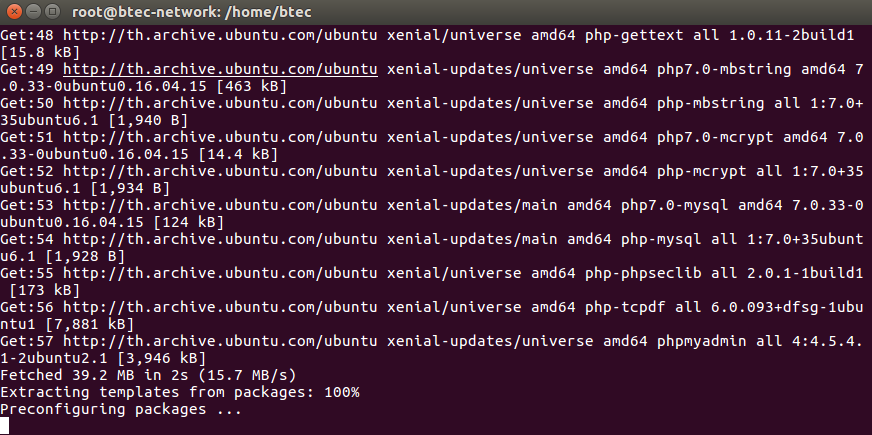 root@btec-network: /home/btec
Get:48 http://th.archive.ubuntu.com/ubuntu xenial/universe amd64 php-gettext all 1.0.11-2build1
[15.8 kB]
Get:49 http://th.archive.ubuntu.com/ubuntu xenial-updates/universe amd64 php7.0-mbstring amd64 7
.0.33-0ubuntu0.16.04.15 [463 kB]
Get:50 http://th.archive.ubuntu.com/ubuntu xenial-updates/universe amd64 php-mbstring all 1:7.0+
35ubuntu6.1 [1,940 B]
Get:51 http://th.archive.ubuntu.com/ubuntu xenial-updates/universe amd64 php7.0-mcrypt amd64 7.0
.33-0ubuntu0.16.04.15 [14.4 kB]
Get:52 http://th.archive.ubuntu.com/ubuntu xenial-updates/universe amd64 php-mcrypt all 1:7.0+35
ubuntu6.1 [1,934 B]
Get:53 http://th.archive.ubuntu.com/ubuntu xenial-updates/main amd64 php7.0-mysql amd64 7.0.33-0
ubuntu0.16.04.15 [124 kB]
Get:54 http://th.archive.ubuntu.com/ubuntu xenial-updates/main amd64 php-mysql all 1:7.0+35ubunt
u6.1 [1,928 B]
Get:55 http://th.archive.ubuntu.com/ubuntu xenial/universe amd64 php-phpseclib all 2.0.1-1build1
 [173 kB]
Get:56 http://th.archive.ubuntu.com/ubuntu xenial/universe amd64 php-tcpdf all 6.0.093+dfsg-1ubu
ntu1 [7,881 kB]
Get:57 http://th.archive.ubuntu.com/ubuntu xenial-updates/universe amd64 phpmyadmin all 4:4.5.4.
1-2ubuntu2.1 [3,946 kB]
Fetched 39.2 MB in 2s (15.7 MB/s)
Extracting templates from packages: 100%
Preconfiguring packages ...